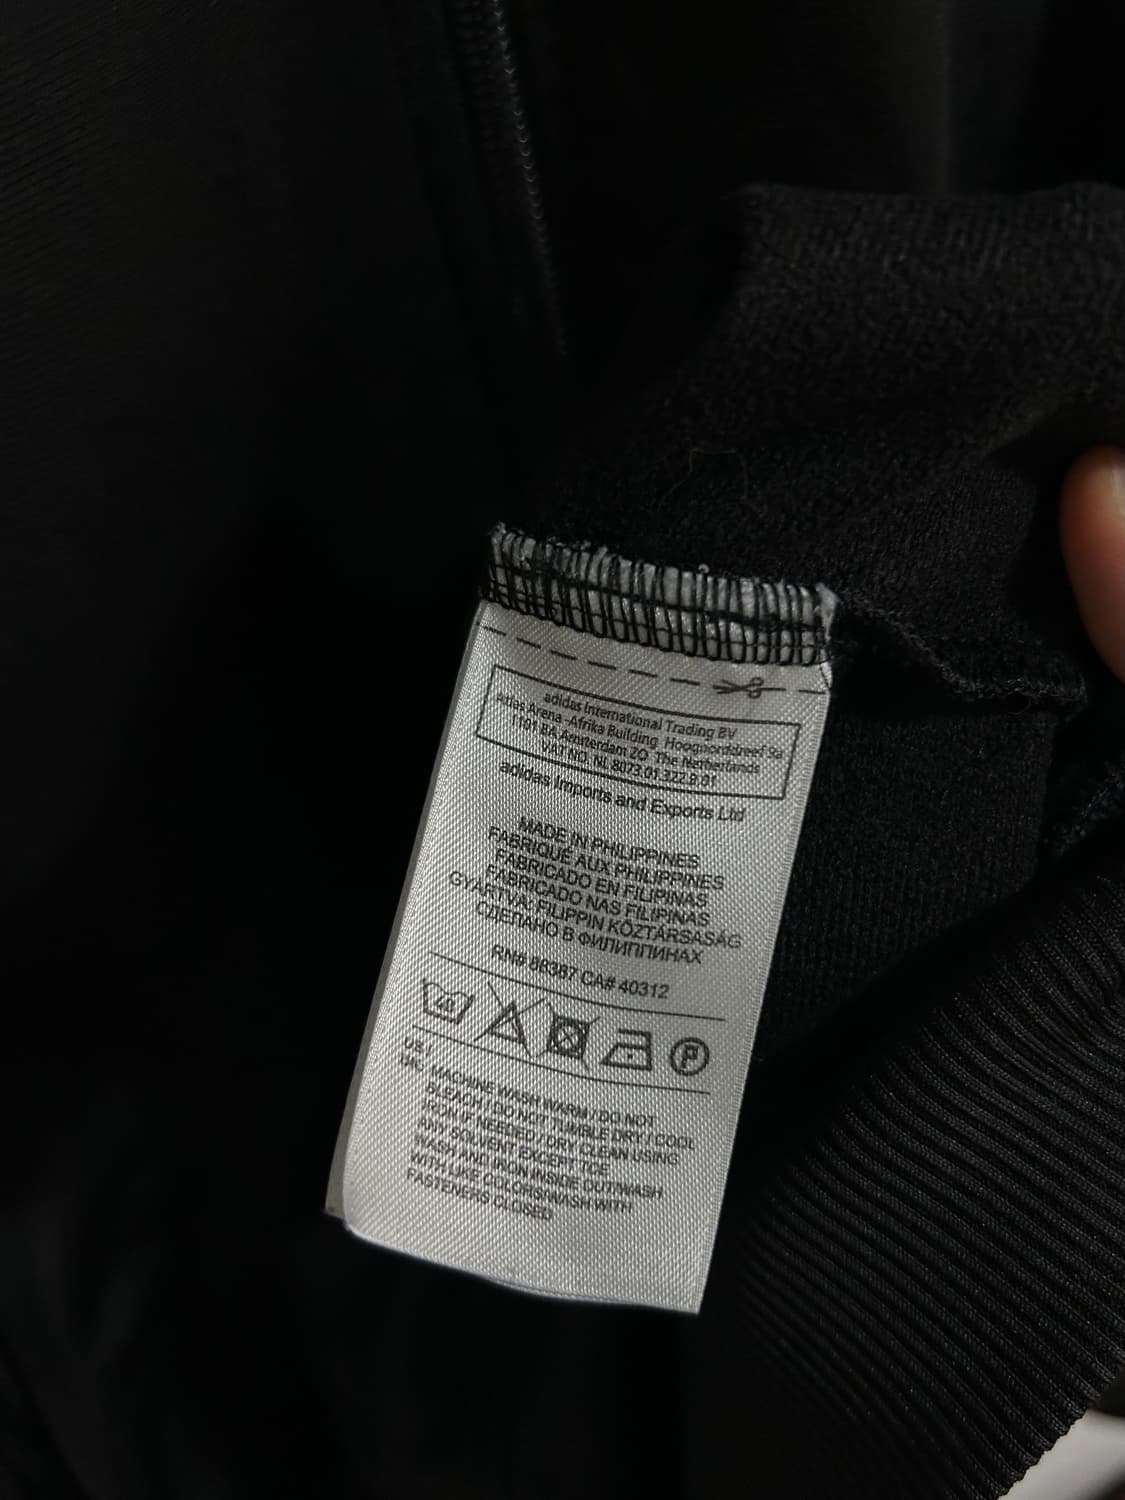 adidas International Trading BV
Atlas Arena -Afrika Building, Hoogoorddreef 9a
1101 BA Amsterdam ZO The Netherlands
VAT NO. NL 8073.01.322.B.01
adidas Imports and Exports Ltd
MADE IN PHILIPPINES
FABRIQUÉ AUX PHILIPPINES
FABRICADO EN FILIPINAS
FABRICADO NAS FILIPINAS
GYÁRTVA: FILIPPIN KÖZTÁRSASÁG
СДЕЛАНО В ФИЛИППИНАХ
RN# 88387 CA# 40312
40 P
US /
UK: MACHINE WASH WARM / DO NOT
BLEACH / DO NOT TUMBLE DRY / COOL
IRON IF NEEDED / DRY CLEAN USING
ANY SOLVENT EXCEPT TCE
WASH AND IRON INSIDE OUT/WASH
WITH LIKE COLORS/WASH WITH
FASTENERS CLOSED